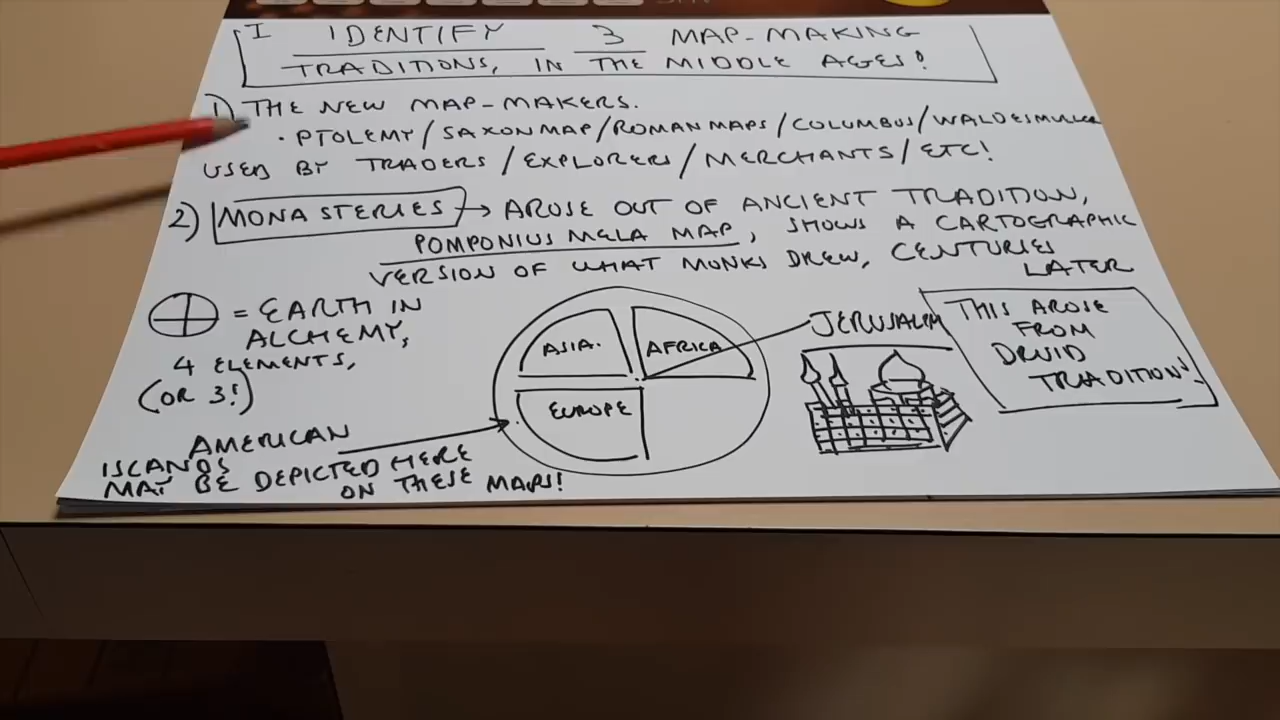 I IDENTIFY 3 MAP-MAKING
TRADITIONS, IN THE MIDDLE AGES!
1) THE NEW MAP-MAKERS.
· PTOLEMY/SAXON MAP/ROMAN MAPS/COLUMBUS/WALDESMULLER
USED BY TRADERS/EXPLORERS/MERCHANTS/ETC!
2) MONASTERIES → AROSE OUT OF ANCIENT TRADITION,
POMPONIUS MELA MAP, SHOWS A CARTOGRAPHIC
VERSION OF WHAT MONKS DREW, CENTURIES
LATER
= EARTH IN
ALCHEMY,
4 ELEMENTS,
(OR 3!)
ASIA.
AFRICA
EUROPE
JERUSALEM
THIS AROSE
FROM
DRUID
TRADITION!
AMERICAN
ISLANDS
MAY BE DEPICTED HERE
ON THESE MAPS!